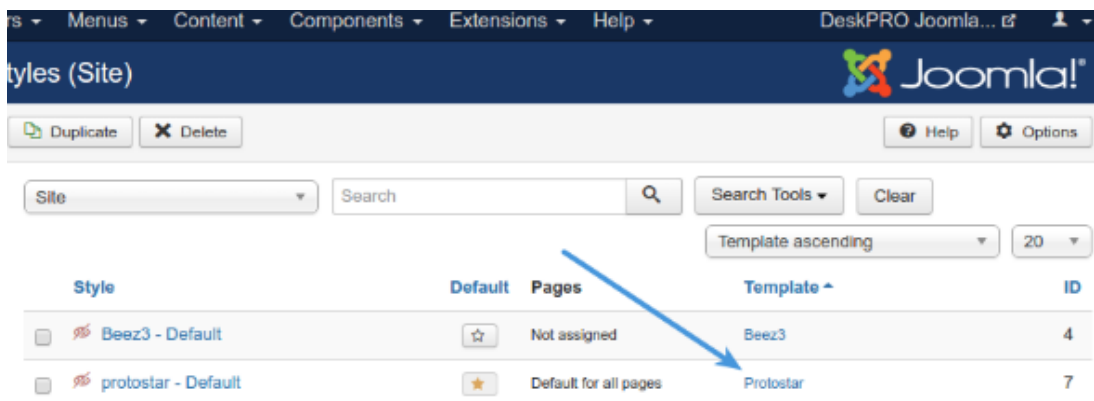 rs Menus Content Components Extensions Help DeskPRO Joomla...
tyles (Site) Joomla!®
Duplicate Delete Help Options
Site Search Search Tools Clear
Template ascending 20
Style Default Pages Template ID
Beez3 - Default Not assigned Beez3 4
protostar - Default Default for all pages Protostar 7